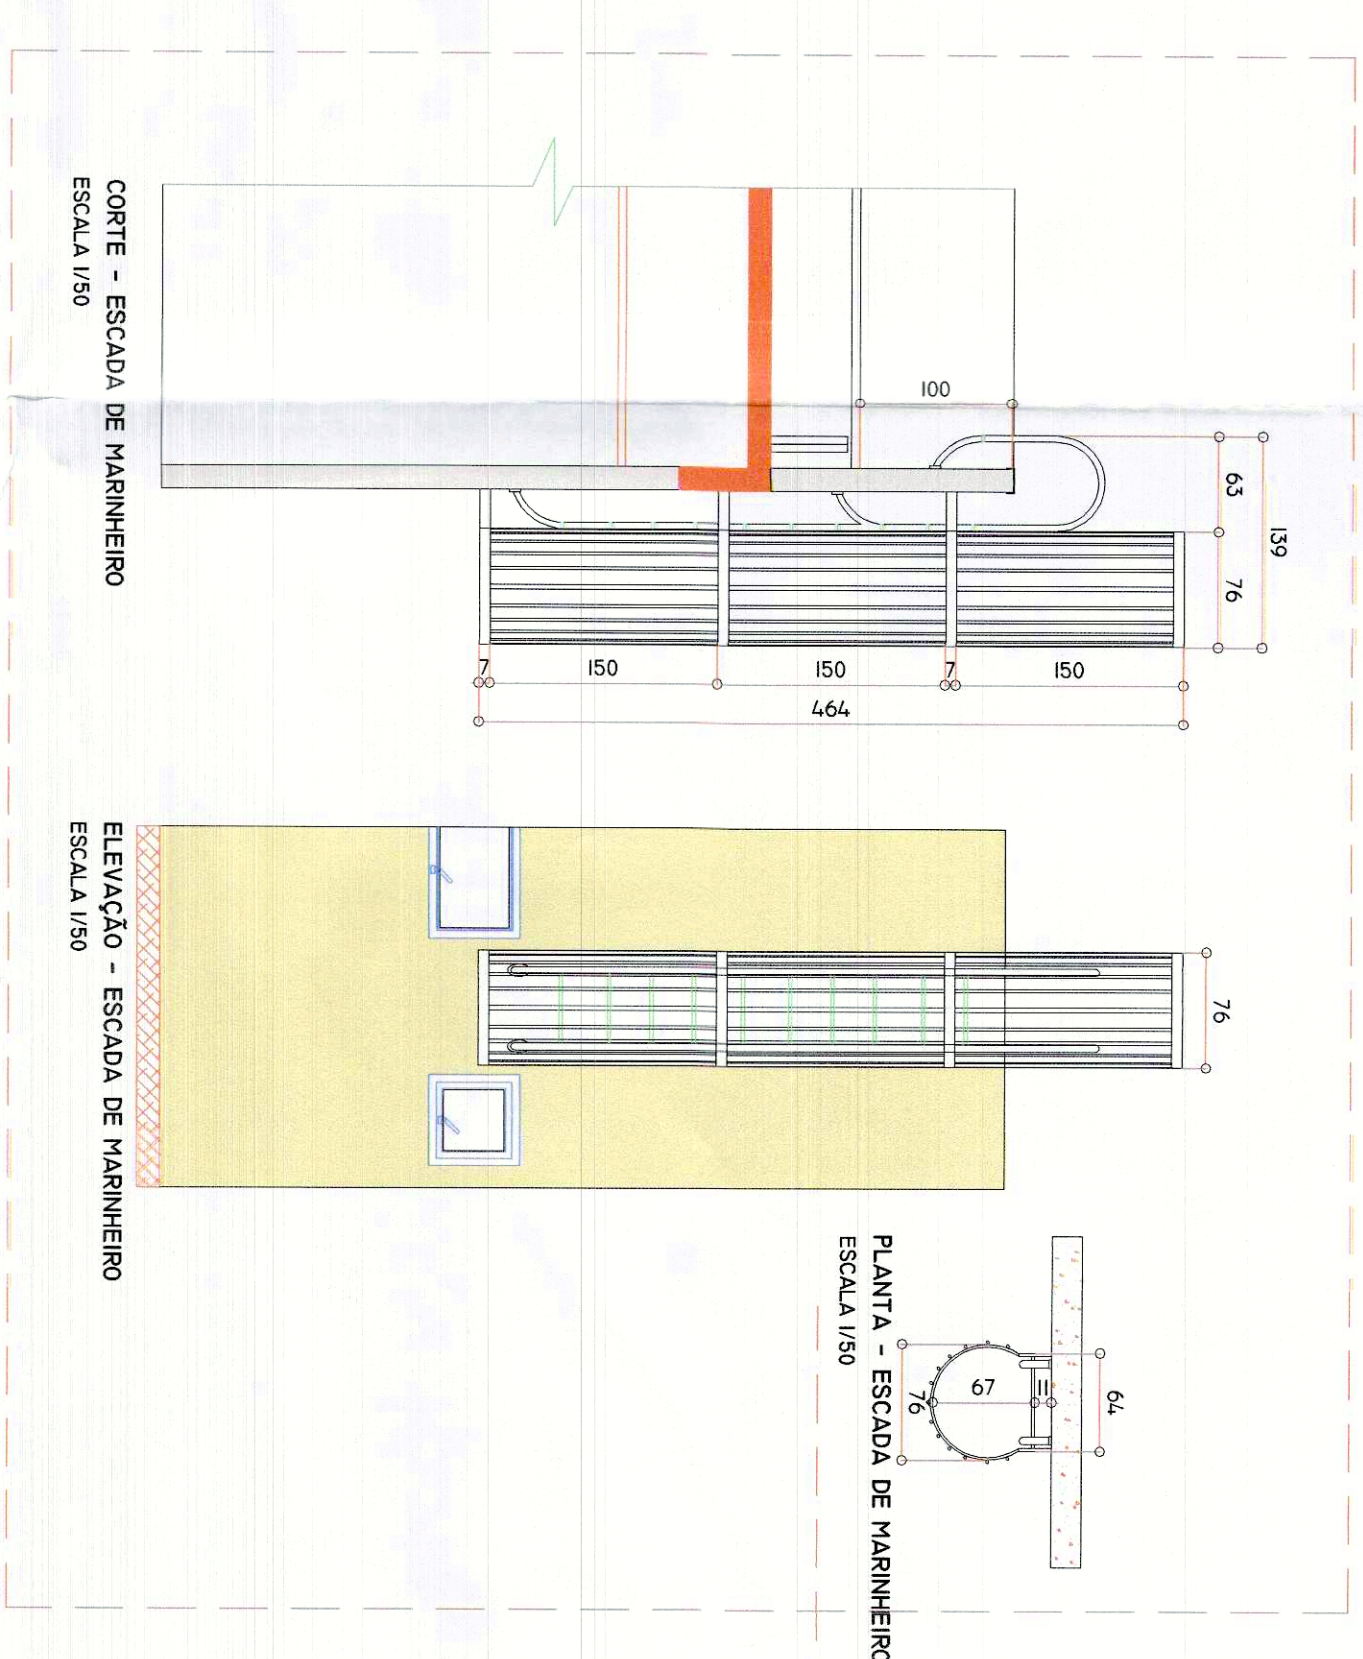 100
63
139
76
7
150
150
7
150
464
CORTE - ESCADA DE MARINHEIRO
ESCALA 1/50
76
ELEVAÇÃO - ESCADA DE MARINHEIRO
ESCALA 1/50
64
11
67
76
PLANTA - ESCADA DE MARINHEIRO
ESCALA 1/50